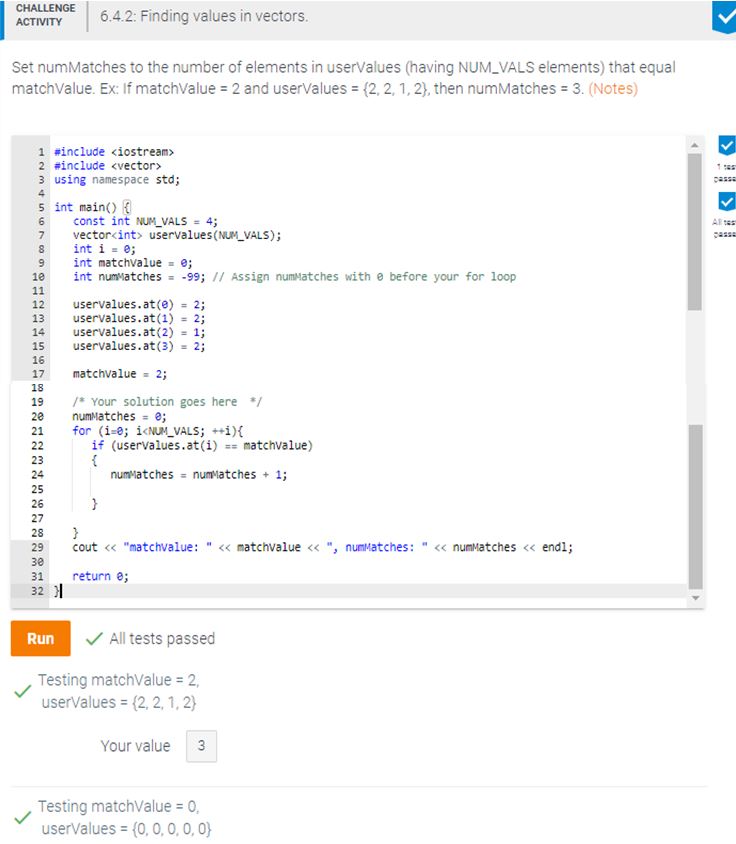 CHALLENGE
ACTIVITY
6.4.2: Finding values in vectors.
Set numMatches to the number of elements in userValues (having NUM_VALS elements) that equal
matchValue. Ex: If matchValue = 2 and userValues = {2, 2, 1, 2}, then numMatches = 3. (Notes)
1 #include <iostream>
2 #include <vector>
3 using namespace std;
4
5 int main() {
6 const int NUM_VALS = 4;
7 vector<int> userValues(NUM_VALS);
8 int i = 0;
9 int matchValue = 0;
10 int numMatches = -99; // Assign numMatches with 0 before your for loop
11
12 userValues.at(0) = 2;
13 userValues.at(1) = 2;
14 userValues.at(2) = 1;
15 userValues.at(3) = 2;
16
17 matchValue = 2;
18
19 /* Your solution goes here */
20 numMatches = 0;
21 for (i=0; i<NUM_VALS; ++i){
22 if (userValues.at(i) == matchValue)
23 {
24 numMatches = numMatches + 1;
25
26 }
27
28 }
29 cout << "matchValue: " << matchValue << ", numMatches: " << numMatches << endl;
30
31 return 0;
32 }
1 tes
passe
All tes
passe
Run
All tests passed
Testing matchValue = 2,
userValues = {2, 2, 1, 2}
Your value 3
Testing matchValue = 0,
userValues = {0, 0, 0, 0, 0}